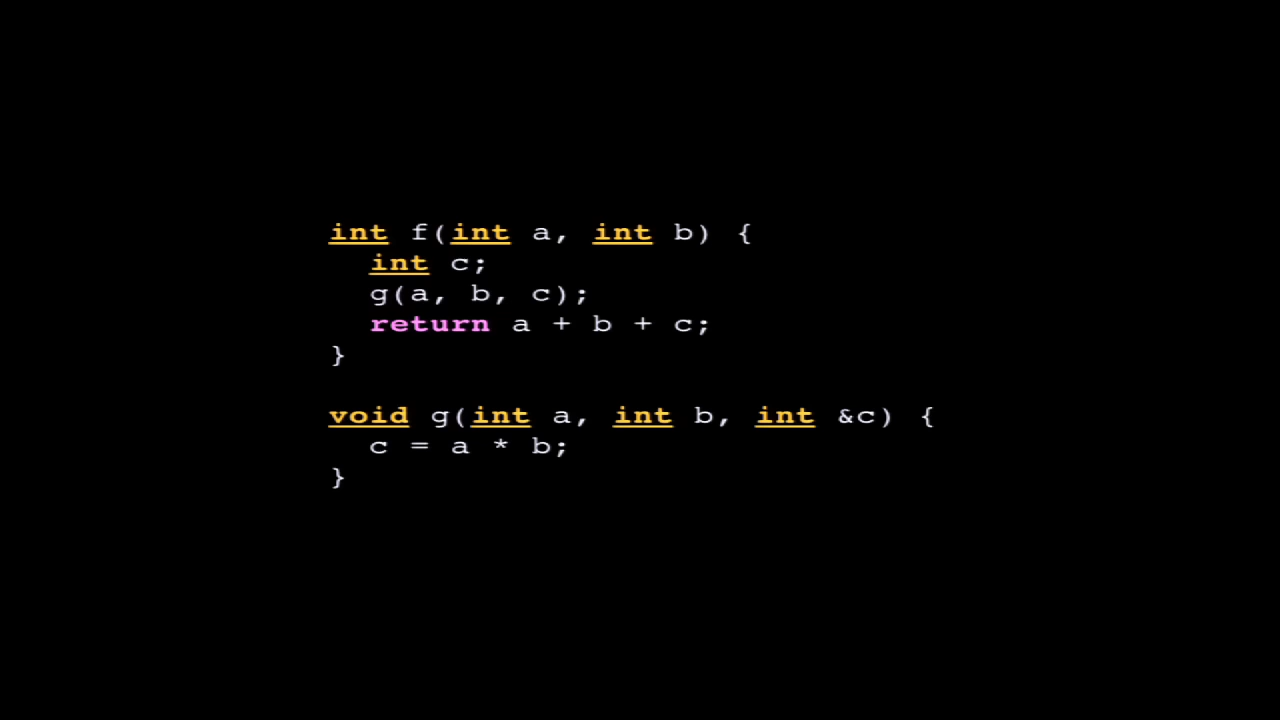 int f(int a, int b) {
  int c;
  g(a, b, c);
  return a + b + c;
}

void g(int a, int b, int &c) {
  c = a * b;
}